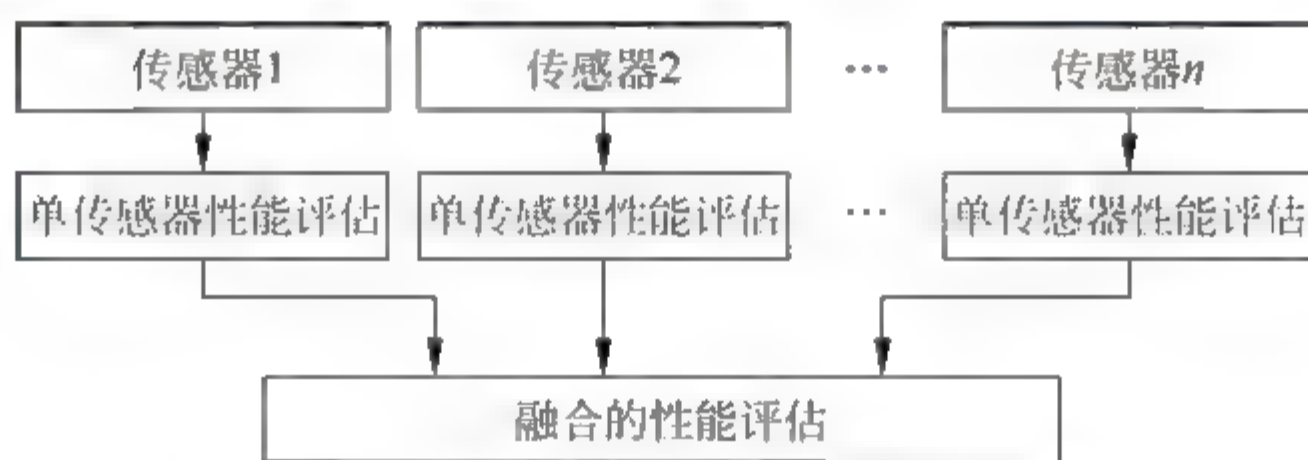 传感器1 传感器2 … 传感器n
单传感器性能评估 单传感器性能评估 … 单传感器性能评估
融合的性能评估